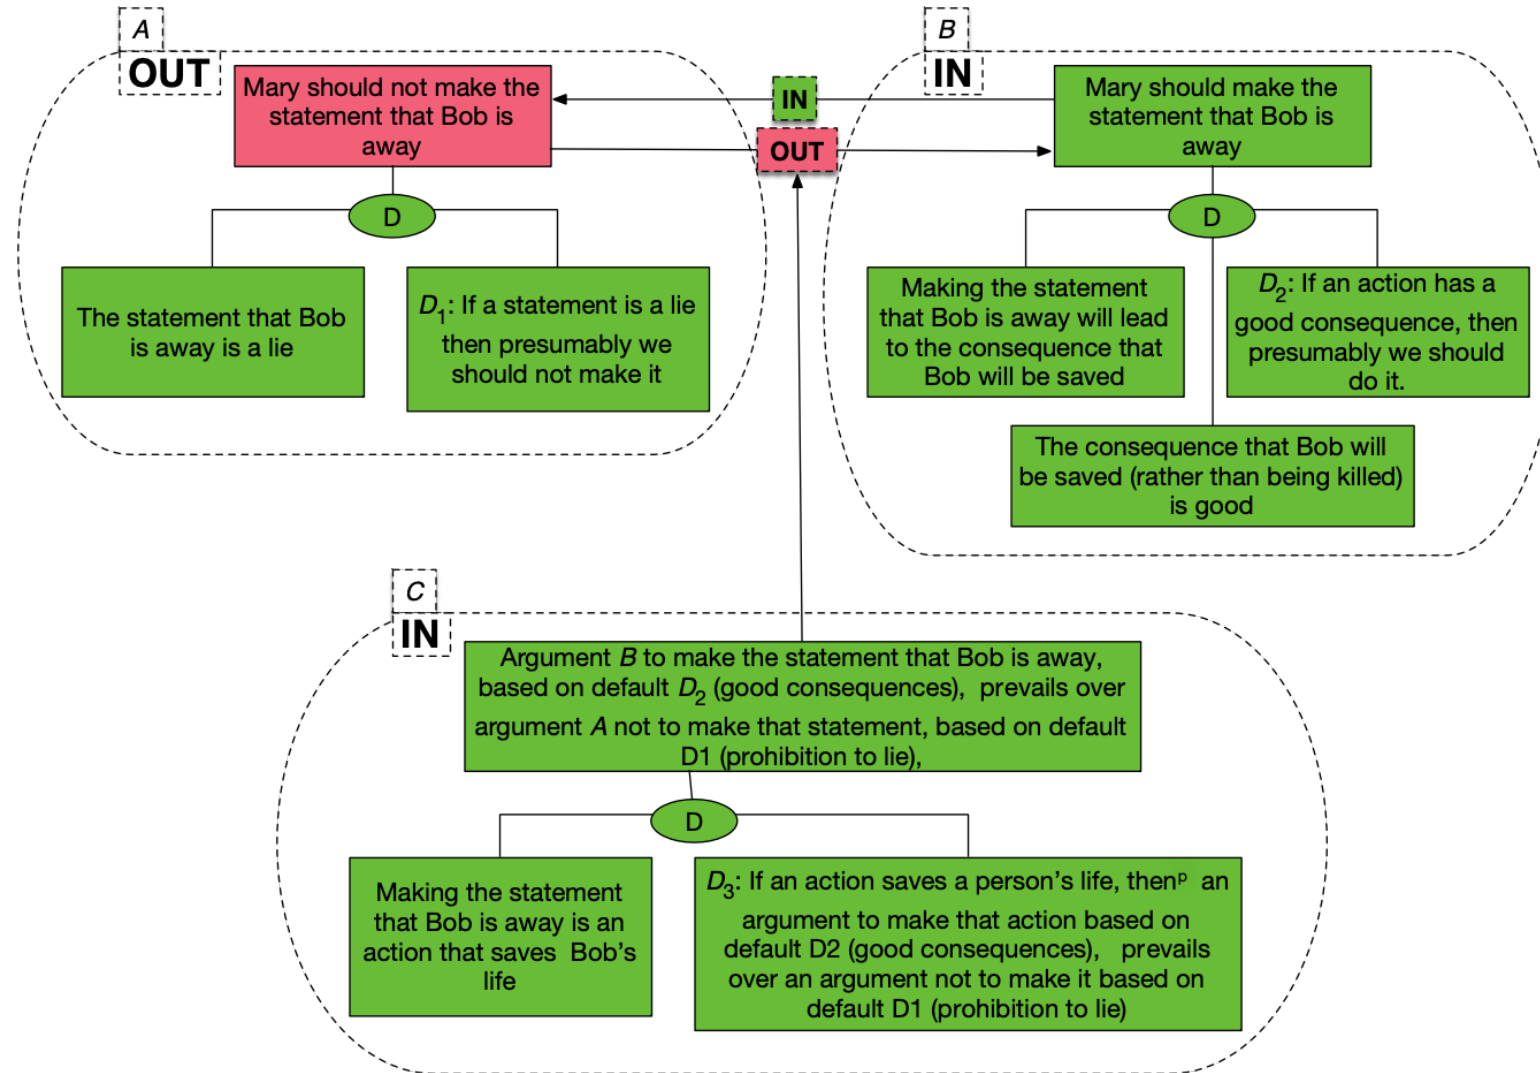 A
OUT
Mary should not make the
statement that Bob is
away
D
The statement that Bob
is away is a lie
D1: If a statement is a lie
then presumably we
should not make it
IN
OUT
B
IN
Mary should make the
statement that Bob is
away
D
Making the statement
that Bob is away will lead
to the consequence that
Bob will be saved
D2: If an action has a
good consequence, then
presumably we should
do it.
The consequence that Bob will
be saved (rather than being killed)
is good
C
IN
Argument B to make the statement that Bob is away,
based on default D2 (good consequences), prevails over
argument A not to make that statement, based on default
D1 (prohibition to lie),
D
Making the statement
that Bob is away is an
action that saves Bob's
life
D3: If an action saves a person's life, thenᵖ an
argument to make that action based on
default D2 (good consequences), prevails
over an argument not to make it based on
default D1 (prohibition to lie)